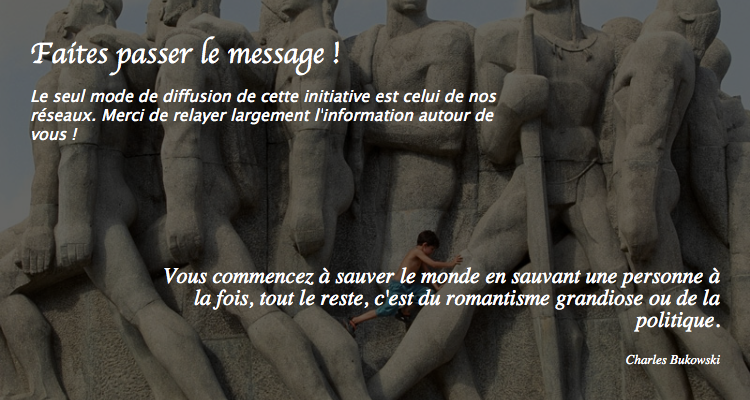 Faites passer le message !
Le seul mode de diffusion de cette initiative est celui de nos
réseaux. Merci de relayer largement l'information autour de
vous !
Vous commencez à sauver le monde en sauvant une personne à
la fois, tout le reste, c'est du romantisme grandiose ou de la
politique.
Charles Bukowski